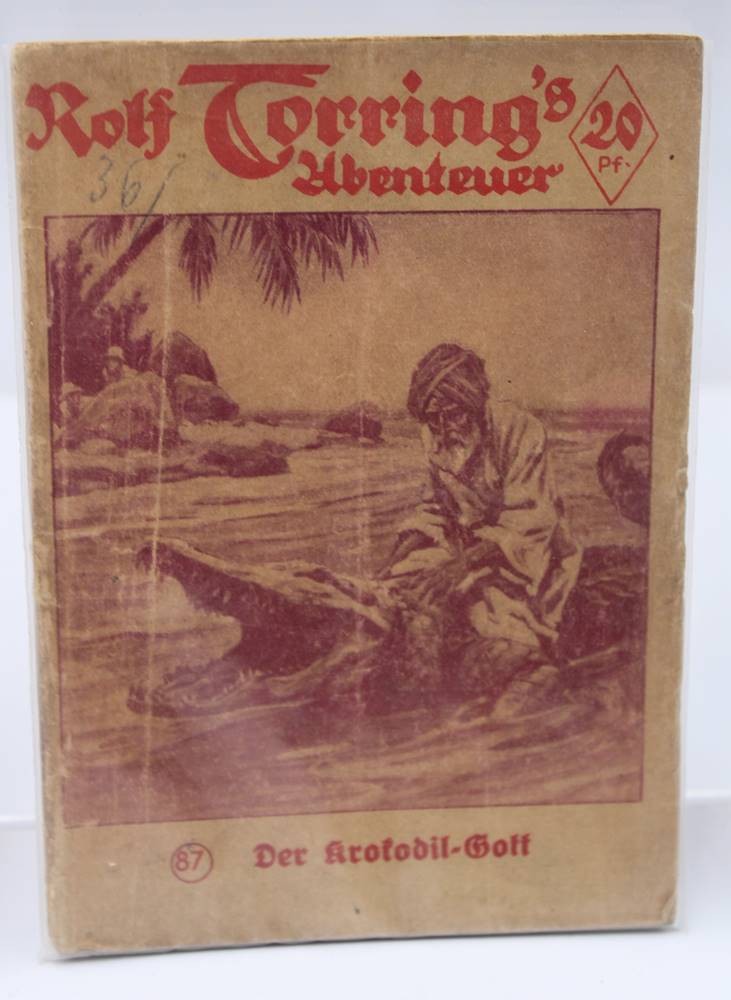 Rolf Torring's
Abenteuer
20
Pf.
36/
87
Der Krokodil-Gott